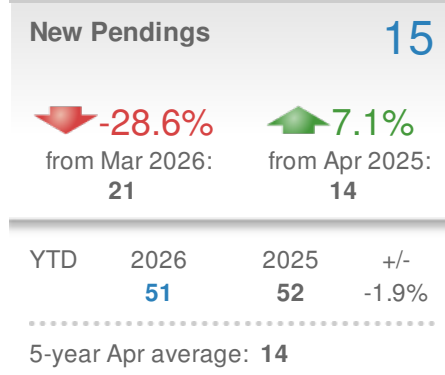 New Pendings 15
-28.6% 7.1%
from Mar 2026: from Apr 2025:
21 14
YTD 2026 2025 +/-
51 52 -1.9%
5-year Apr average: 14